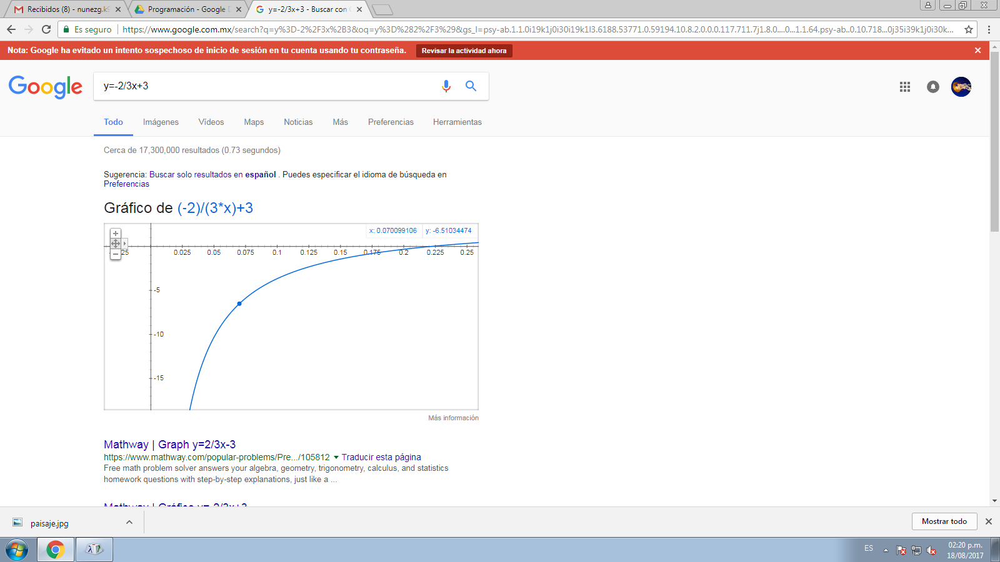 Recibidos (8) - nunezg.k9
Programación - Google D
y=-2/3x+3 - Buscar con G
Es seguro
https://www.google.com.mx/search?q=y%3D-2%2F3x%2B3&oq=y%3D%282%2F3%29&gs_l=psy-ab.1.1.0i19k1j0i30i19k1l3.6188.53771.0.59194.10.8.2.0.0.0.117.711.7j1.8.0....0...1.1.64.psy-ab..0.10.718...0j35i39k1j0i30k...
Nota: Google ha evitado un intento sospechoso de inicio de sesión en tu cuenta usando tu contraseña.
Revisar la actividad ahora
Google
y=-2/3x+3
Todo Imágenes Vídeos Maps Noticias Más Preferencias Herramientas
Cerca de 17,300,000 resultados (0.73 segundos)
Sugerencia: Buscar solo resultados en español . Puedes especificar el idioma de búsqueda en
Preferencias
Gráfico de (-2)/(3*x)+3
x: 0.070099106 y: -6.51034474
25 0.025 0.05 0.075 0.1 0.125 0.15 0.175 0.2 0.225 0.25
-5
-10
-15
Más información
Mathway | Graph y=2/3x-3
https://www.mathway.com/popular-problems/Pre.../105812 Traducir esta página
Free math problem solver answers your algebra, geometry, trigonometry, calculus, and statistics
homework questions with step-by-step explanations, just like a ...
Mathway | Gráfico y=-2/3x+3
paisaje.jpg
Mostrar todo
ES
02:20 p.m.
18/08/2017